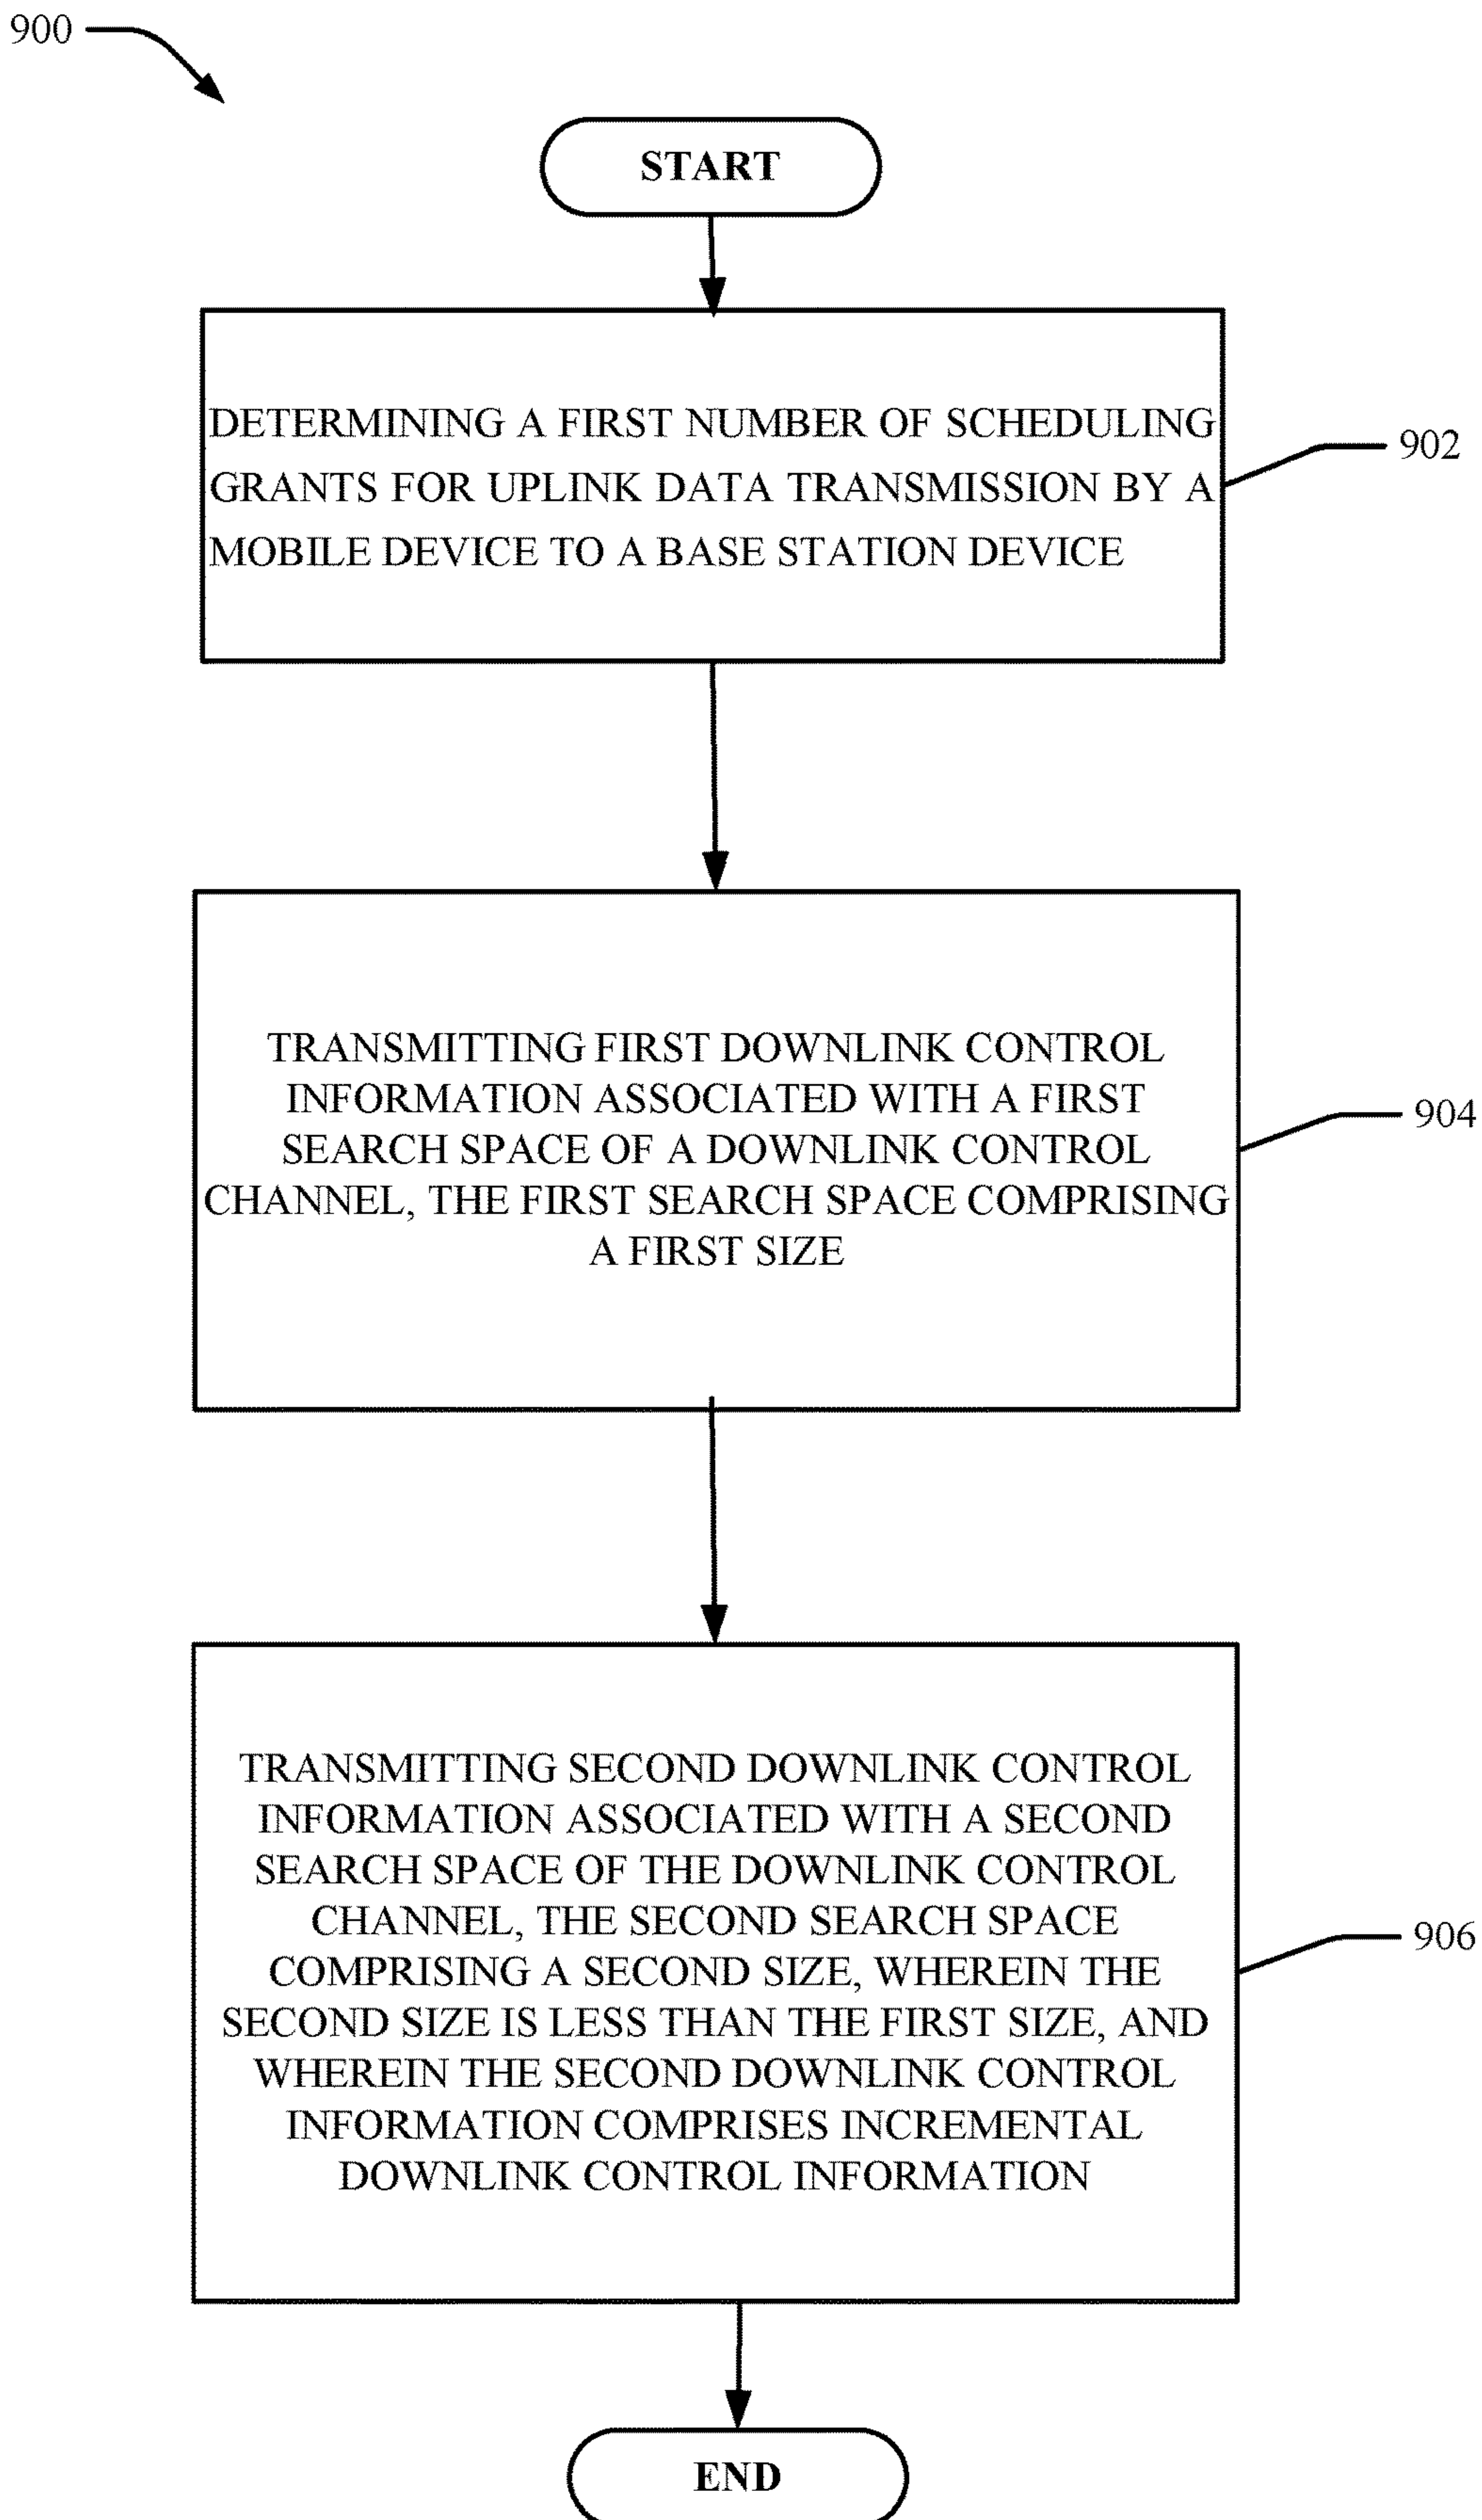 900
START
DETERMINING A FIRST NUMBER OF SCHEDULING
GRANTS FOR UPLINK DATA TRANSMISSION BY A
MOBILE DEVICE TO A BASE STATION DEVICE
902
TRANSMITTING FIRST DOWNLINK CONTROL
INFORMATION ASSOCIATED WITH A FIRST
SEARCH SPACE OF A DOWNLINK CONTROL
CHANNEL, THE FIRST SEARCH SPACE COMPRISING
A FIRST SIZE
904
TRANSMITTING SECOND DOWNLINK CONTROL
INFORMATION ASSOCIATED WITH A SECOND
SEARCH SPACE OF THE DOWNLINK CONTROL
CHANNEL, THE SECOND SEARCH SPACE
COMPRISING A SECOND SIZE, WHEREIN THE
SECOND SIZE IS LESS THAN THE FIRST SIZE, AND
WHEREIN THE SECOND DOWNLINK CONTROL
INFORMATION COMPRISES INCREMENTAL
DOWNLINK CONTROL INFORMATION
906
END